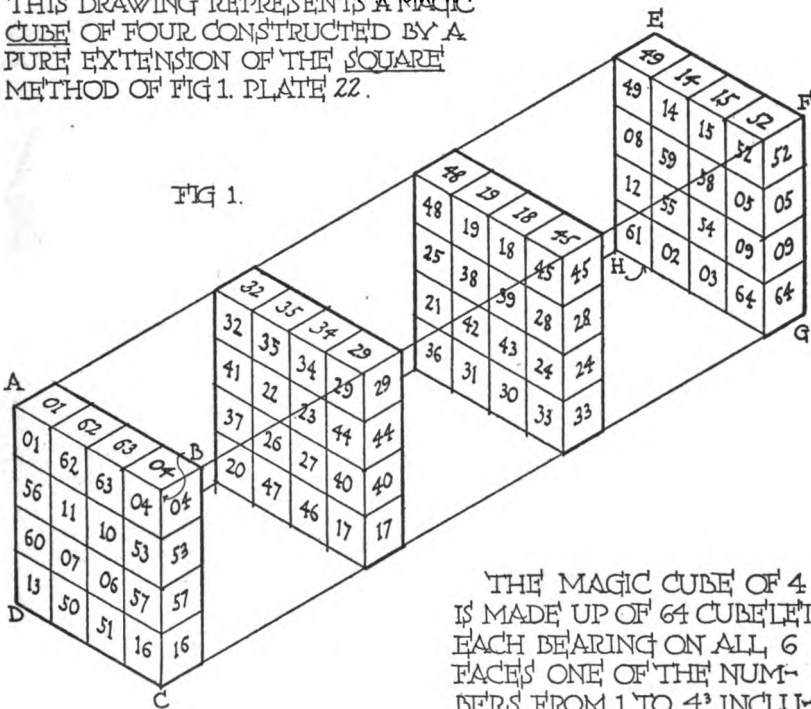 THIS DRAWING REPRESENTS A MAGIC
CUBE OF FOUR CONSTRUCTED BY A
PURE EXTENSION OF THE SQUARE
METHOD OF FIG 1. PLATE 22.
FIG 1.
E
49 14 15 52
F
49 14 15 52 52
08 59 58 05 05
12 55 54 09 09
61 02 03 64 64
H
G
48 19 18 45
48 19 18 45 45
25 38 39 28 28
21 42 43 24 24
36 31 30 33 33
32 35 34 29
32 35 34 29 29
41 22 23 44 44
37 26 27 40 40
20 47 46 17 17
A
01 62 63 04
B
01 62 63 04 04
56 11 10 53 53
60 07 06 57 57
13 50 51 16 16
D
C
THE MAGIC CUBE OF 4
IS MADE UP OF 64 CUBELET
EACH BEARING ON ALL 6
FACES ONE OF THE NUM-
BERS FROM 1 TO 4³ INCLU-